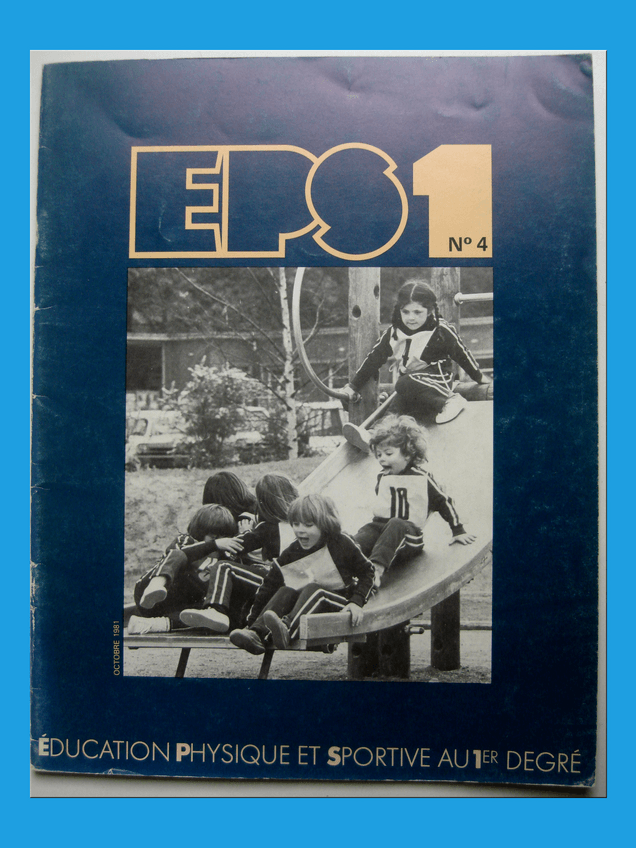 EPS1
Nº 4
10
OCTOBRE 1981
ÉDUCATION PHYSIQUE ET SPORTIVE AU 1ER DEGRÉ